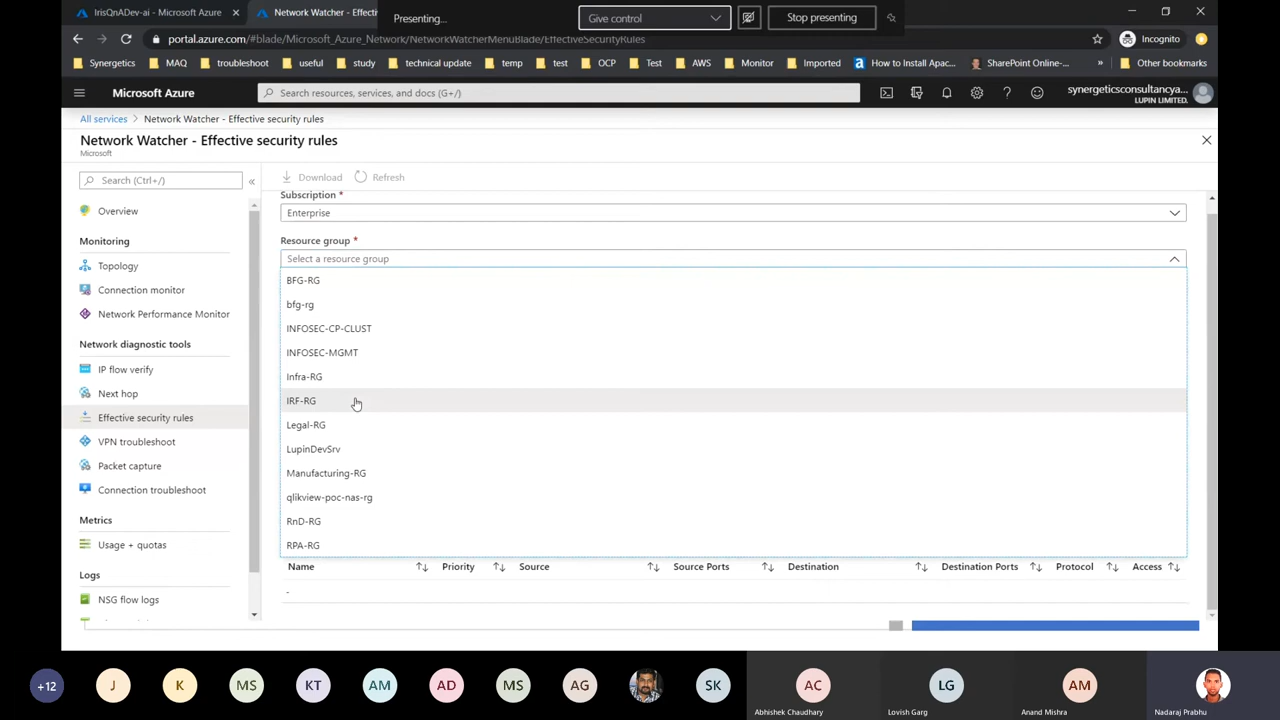 IrisQnADev-ai - Microsoft Azure
Network Watcher - Effecti
Presenting...
Give control
Stop presenting
portal.azure.com/#blade/Microsoft_Azure_Network/NetworkWatcherMenuBlade/EffectiveSecurityRules
Incognito
Synergetics
MAQ
troubleshoot
useful
study
technical update
temp
test
OCP
Test
AWS
Monitor
Imported
How to Install Apac...
SharePoint Online-...
Other bookmarks
Microsoft Azure
Search resources, services, and docs (G+/)
synergeticsconsultancya...
LUPIN LIMITED.
All services
Network Watcher - Effective security rules
Network Watcher - Effective security rules
Microsoft
Search (Ctrl+/)
Download
Refresh
Overview
Monitoring
Topology
Connection monitor
Network Performance Monitor
Network diagnostic tools
IP flow verify
Next hop
Effective security rules
VPN troubleshoot
Packet capture
Connection troubleshoot
Metrics
Usage + quotas
Logs
NSG flow logs
Subscription *
Enterprise
Resource group *
Select a resource group
BFG-RG
bfg-rg
INFOSEC-CP-CLUST
INFOSEC-MGMT
Infra-RG
IRF-RG
Legal-RG
LupinDevSrv
Manufacturing-RG
qlikview-poc-nas-rg
RnD-RG
RPA-RG
Name Priority Source Source Ports Destination Destination Ports Protocol Access
-
+12
J
K
MS
KT
AM
AD
MS
AG
SK
AC
Abhishek Chaudhary
LG
Lovish Garg
AM
Anand Mishra
Nadaraj Prabhu